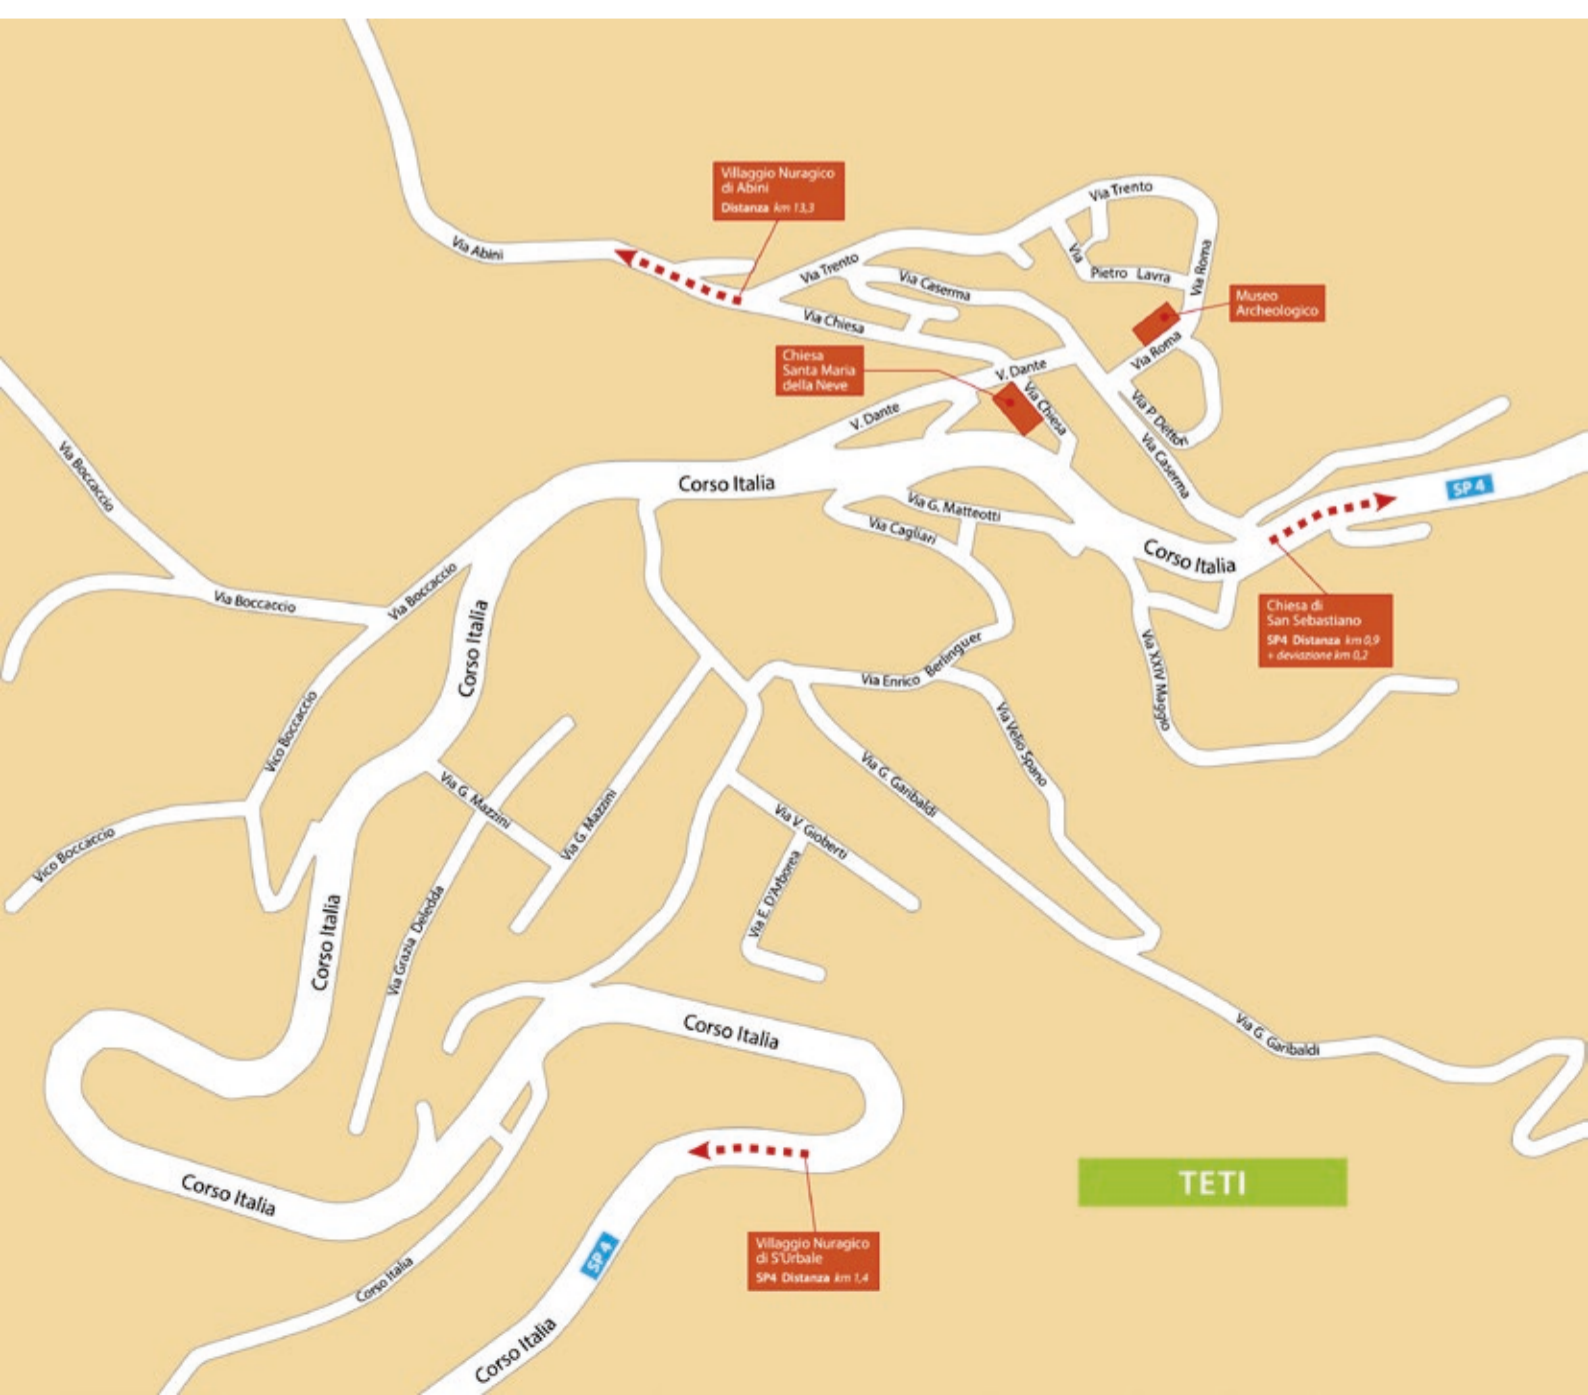 Via Trento
Villaggio Nuragico
di Abini
Distanza km 13,3
Via Abini
Via Trento
Via Caserma
Via
Pietro Lavra
Via Roma
Museo
Archeologico
Via Chiesa
Via Roma
Chiesa
Santa Maria
della Neve
V. Dante
Via Chiesa
V. Dante
Via P. Dettori
Via Caserma
Via Boccaccio
Corso Italia
SP 4
Via G. Matteotti
Via Cagliari
Corso Italia
Via Boccaccio
Via Boccaccio
Corso Italia
Chiesa di
San Sebastiano
SP4 Distanza km 0,9
+ deviazione km 0,2
Via Enrico Berlinguer
Via XXIV Maggio
Vico Boccaccio
Via Velio Spano
Via G. Mazzini
Via G. Mazzini
Via G. Garibaldi
Via V. Gioberti
Vico Boccaccio
Via E. D'Arborea
Corso Italia
Via Grazia Deledda
Corso Italia
Via G. Garibaldi
Corso Italia
TETI
Villaggio Nuragico
di S'Urbale
SP4 Distanza km 1,4
SP 4
Corso Italia
Corso Italia